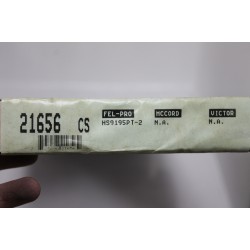 FEL-PRO MCCORD VICTOR
21656 CS HS9195PT-2 M.A. M.A.